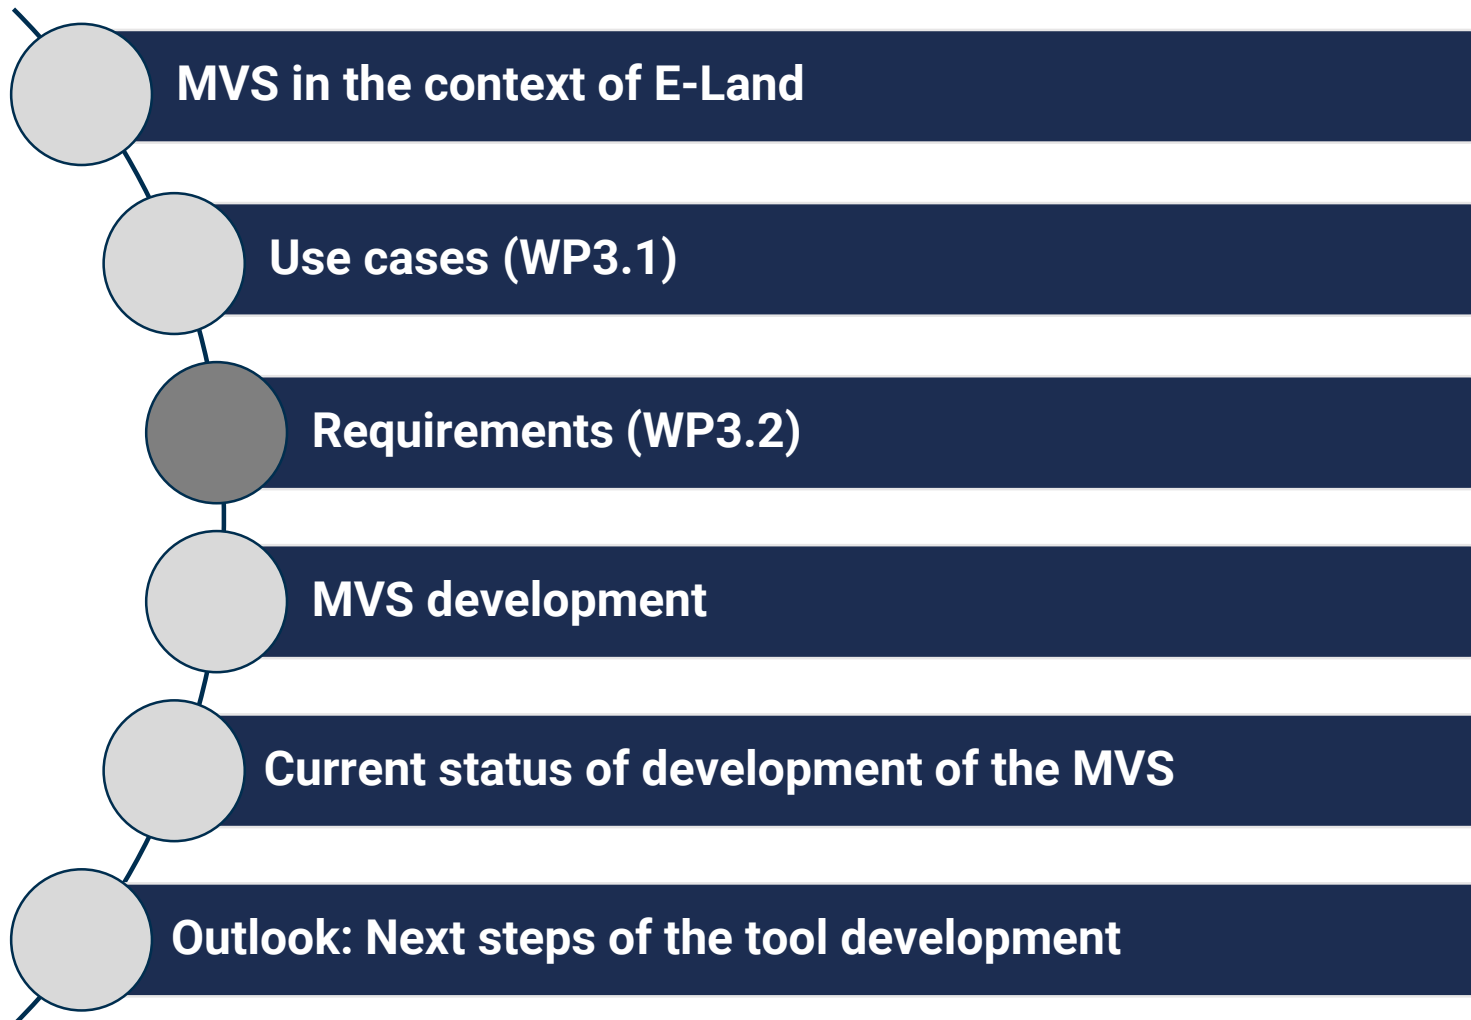 MVS in the context of E-Land
Use cases (WP3.1)
Requirements (WP3.2)
MVS development
Current status of development of the MVS
Outlook: Next steps of the tool development